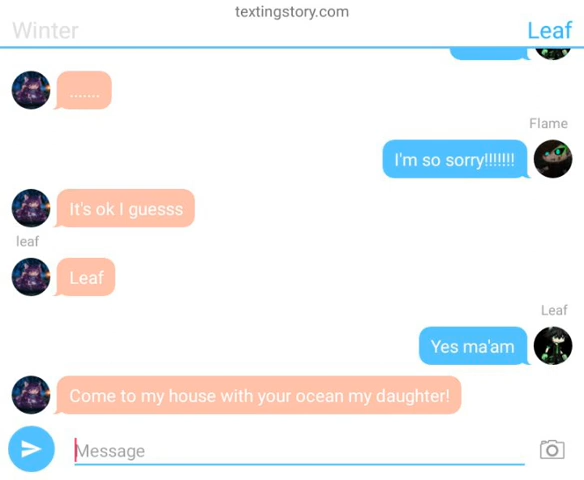 textingstory.com
Winter
Leaf
.......
Flame
I'm so sorry!!!!!!!
It's ok I guesss
leaf
Leaf
Leaf
Yes ma'am
Come to my house with your ocean my daughter!
Message